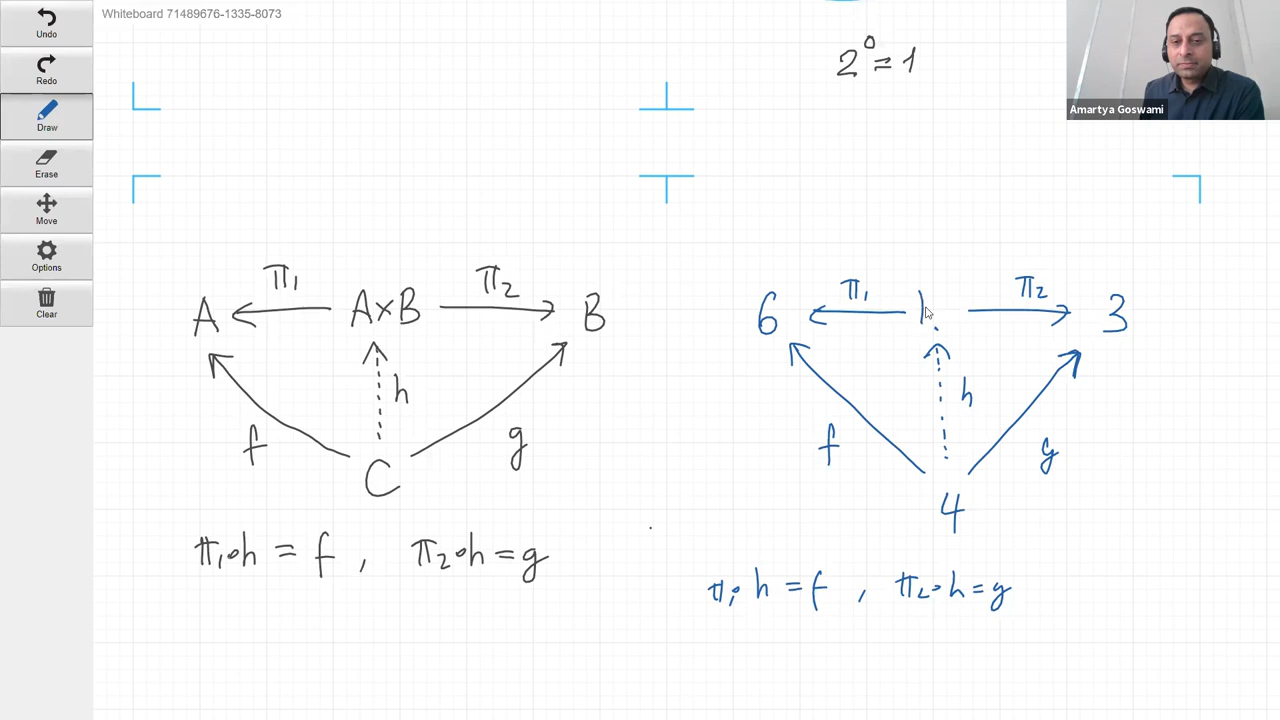 Whiteboard 71489676-1335-8073
Undo
Redo
Draw
Erase
Move
Options
Clear
Amartya Goswami
2⁰ = 1
π₁ π₂
A A×B B
h
f g
C
π₁∘h = f , π₂∘h = g
π₁ π₂
6 3
h
f g
4
π₁∘h = f , π₂∘h = g